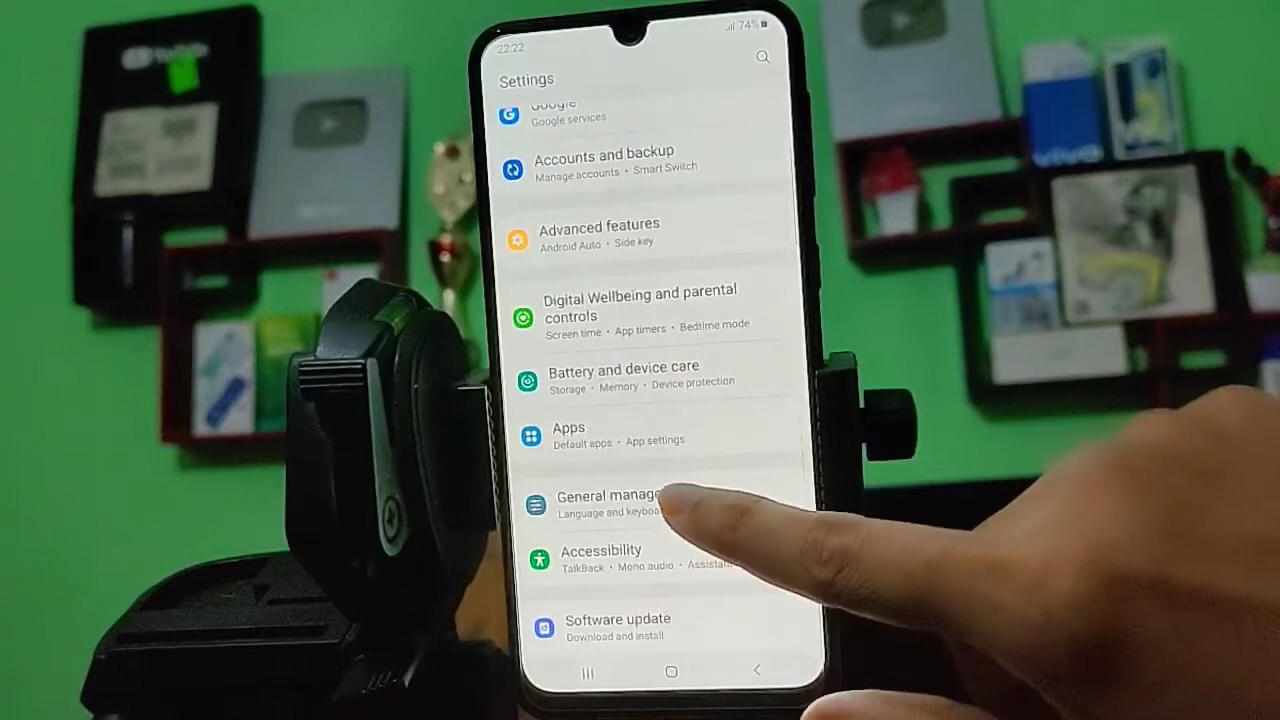 22:22
74%
Settings
Google
Google services
Accounts and backup
Manage accounts • Smart Switch
Advanced features
Android Auto • Side key
Digital Wellbeing and parental
controls
Screen time • App timers • Bedtime mode
Battery and device care
Storage • Memory • Device protection
Apps
Default apps • App settings
General manage
Language and keyboa
Accessibility
TalkBack • Mono audio • Assista
Software update
Download and install
vivo